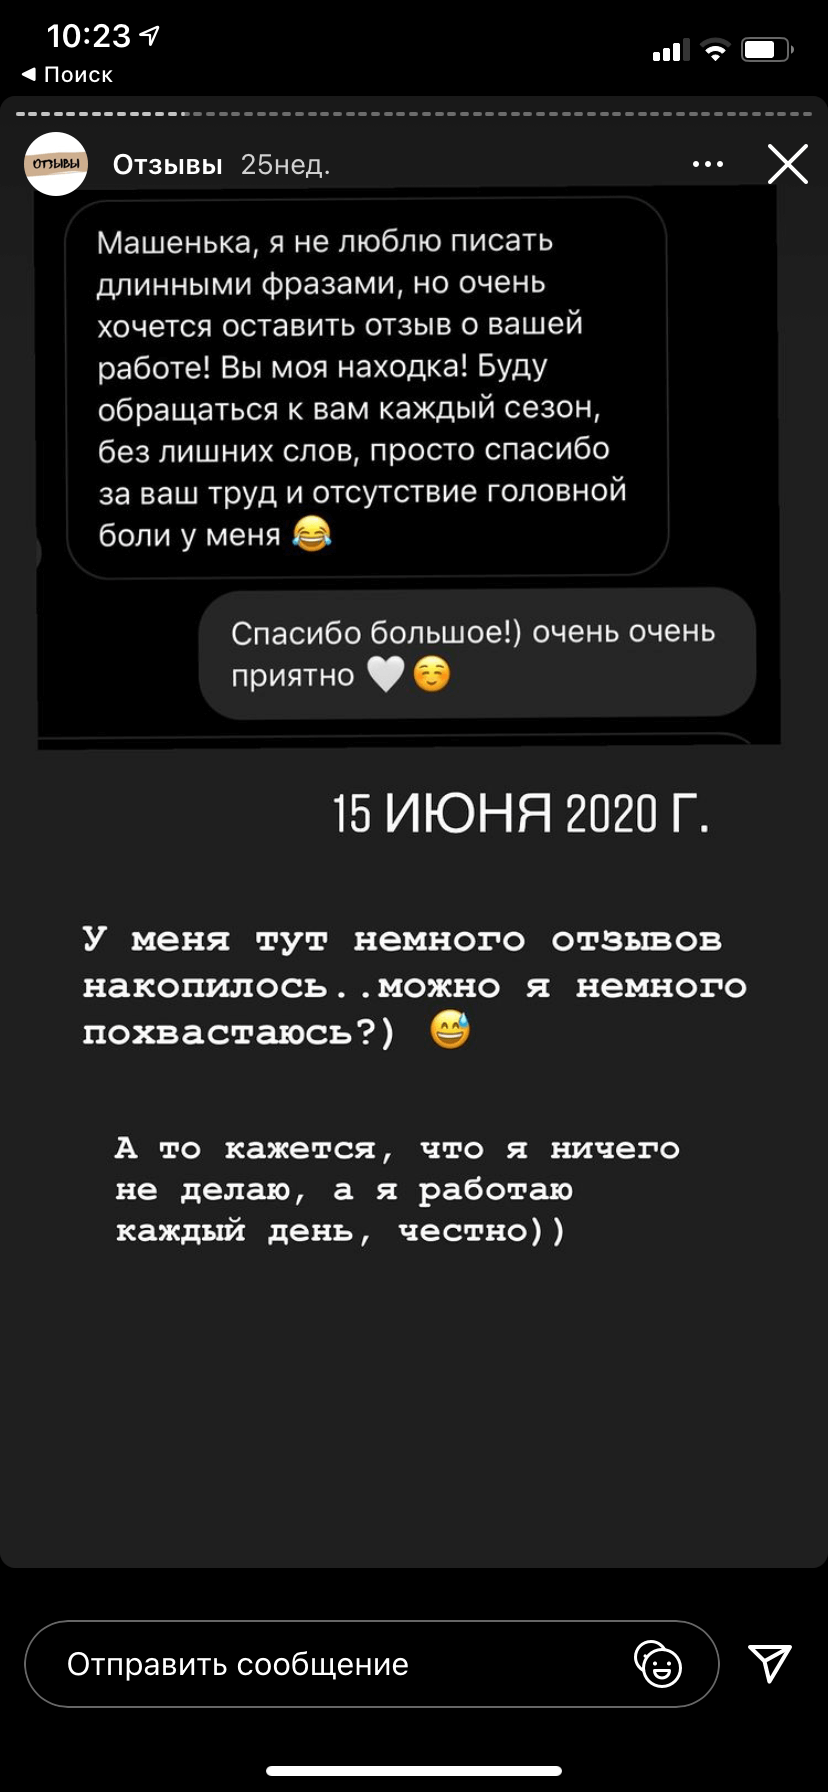 10:23
◀ Поиск
ОТЗЫВЫ
Отзывы 25нед.
Машенька, я не люблю писать
длинными фразами, но очень
хочется оставить отзыв о вашей
работе! Вы моя находка! Буду
обращаться к вам каждый сезон,
без лишних слов, просто спасибо
за ваш труд и отсутствие головной
боли у меня 😂
Спасибо большое!) очень очень
приятно 🤍☺️
15 ИЮНЯ 2020 Г.
У меня тут немного отзывов
накопилось..можно я немного
похвастаюсь?) 😅
А то кажется, что я ничего
не делаю, а я работаю
каждый день, честно))
Отправить сообщение